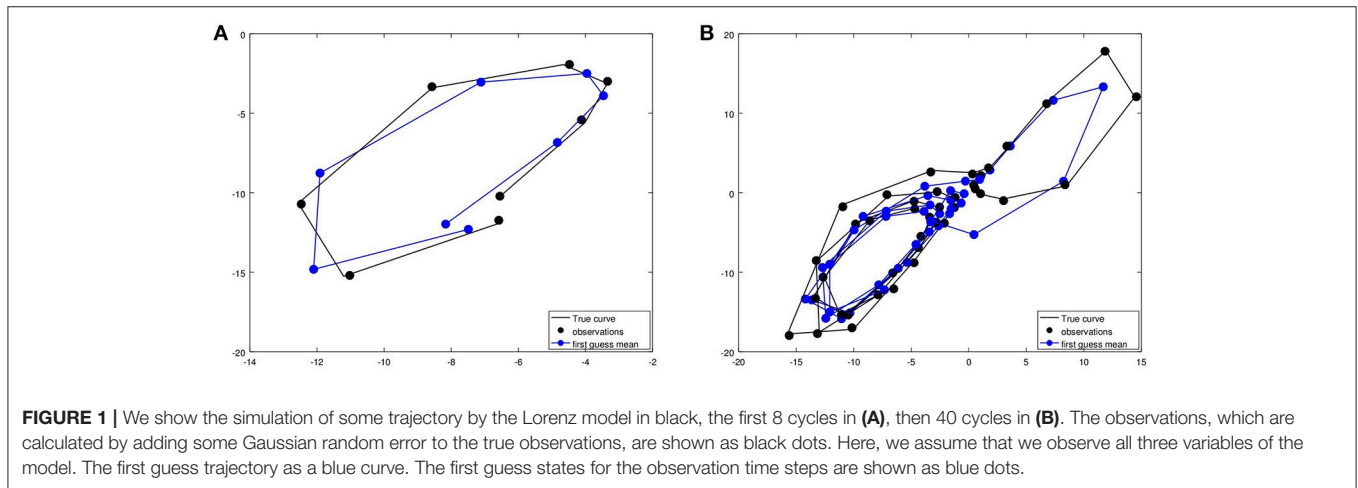 A
0
-5
-10
-15
-20
-14 -12 -10 -8 -6 -4 -2
True curve
observations
first guess mean
B
20
10
0
-10
-20
-20 -15 -10 -5 0 5 10 15
True curve
observations
first guess mean
FIGURE 1 | We show the simulation of some trajectory by the Lorenz model in black, the first 8 cycles in (A), then 40 cycles in (B). The observations, which are
calculated by adding some Gaussian random error to the true observations, are shown as black dots. Here, we assume that we observe all three variables of the
model. The first guess trajectory as a blue curve. The first guess states for the observation time steps are shown as blue dots.